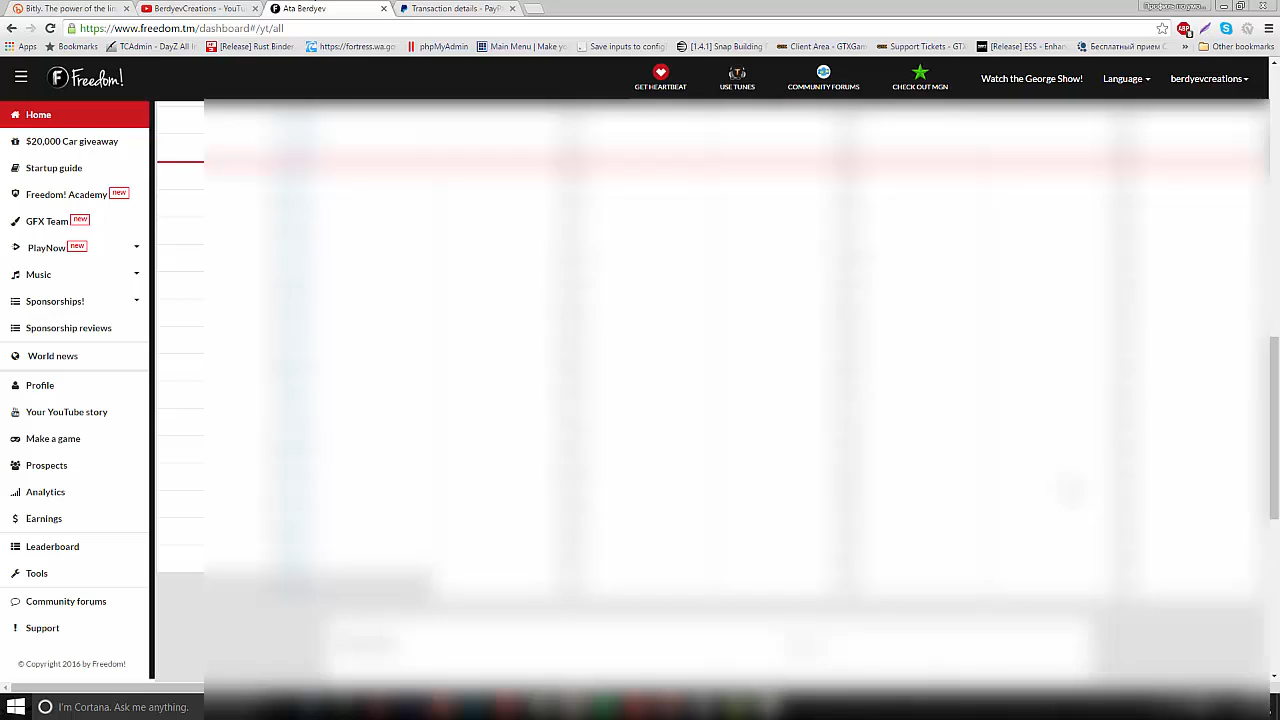 Bitly. The power of the lin
BerdyevCreations - YouTu
Ata Berdyev
Transaction details - PayP
https://www.freedom.tm/dashboard#/yt/all
Apps
Bookmarks
TCAdmin - DayZ All In
[Release] Rust Binder
https://fortress.wa.go
phpMyAdmin
Main Menu | Make yo
Save inputs to config
[1.4.1] Snap Building
Client Area - GTXGam
Support Tickets - GTX
[Release] ESS - Enhan
Бесплатный прием С
»
Other bookmarks
Freedom!
GET HEARTBEAT
USE TUNES
COMMUNITY FORUMS
CHECK OUT MGN
Watch the George Show!
Language
berdyevcreations
Home
$20,000 Car giveaway
Startup guide
Freedom! Academy new
GFX Team new
PlayNow new
Music
Sponsorships!
Sponsorship reviews
World news
Profile
Your YouTube story
Make a game
Prospects
Analytics
Earnings
Leaderboard
Tools
Community forums
Support
© Copyright 2016 by Freedom!
I'm Cortana. Ask me anything.